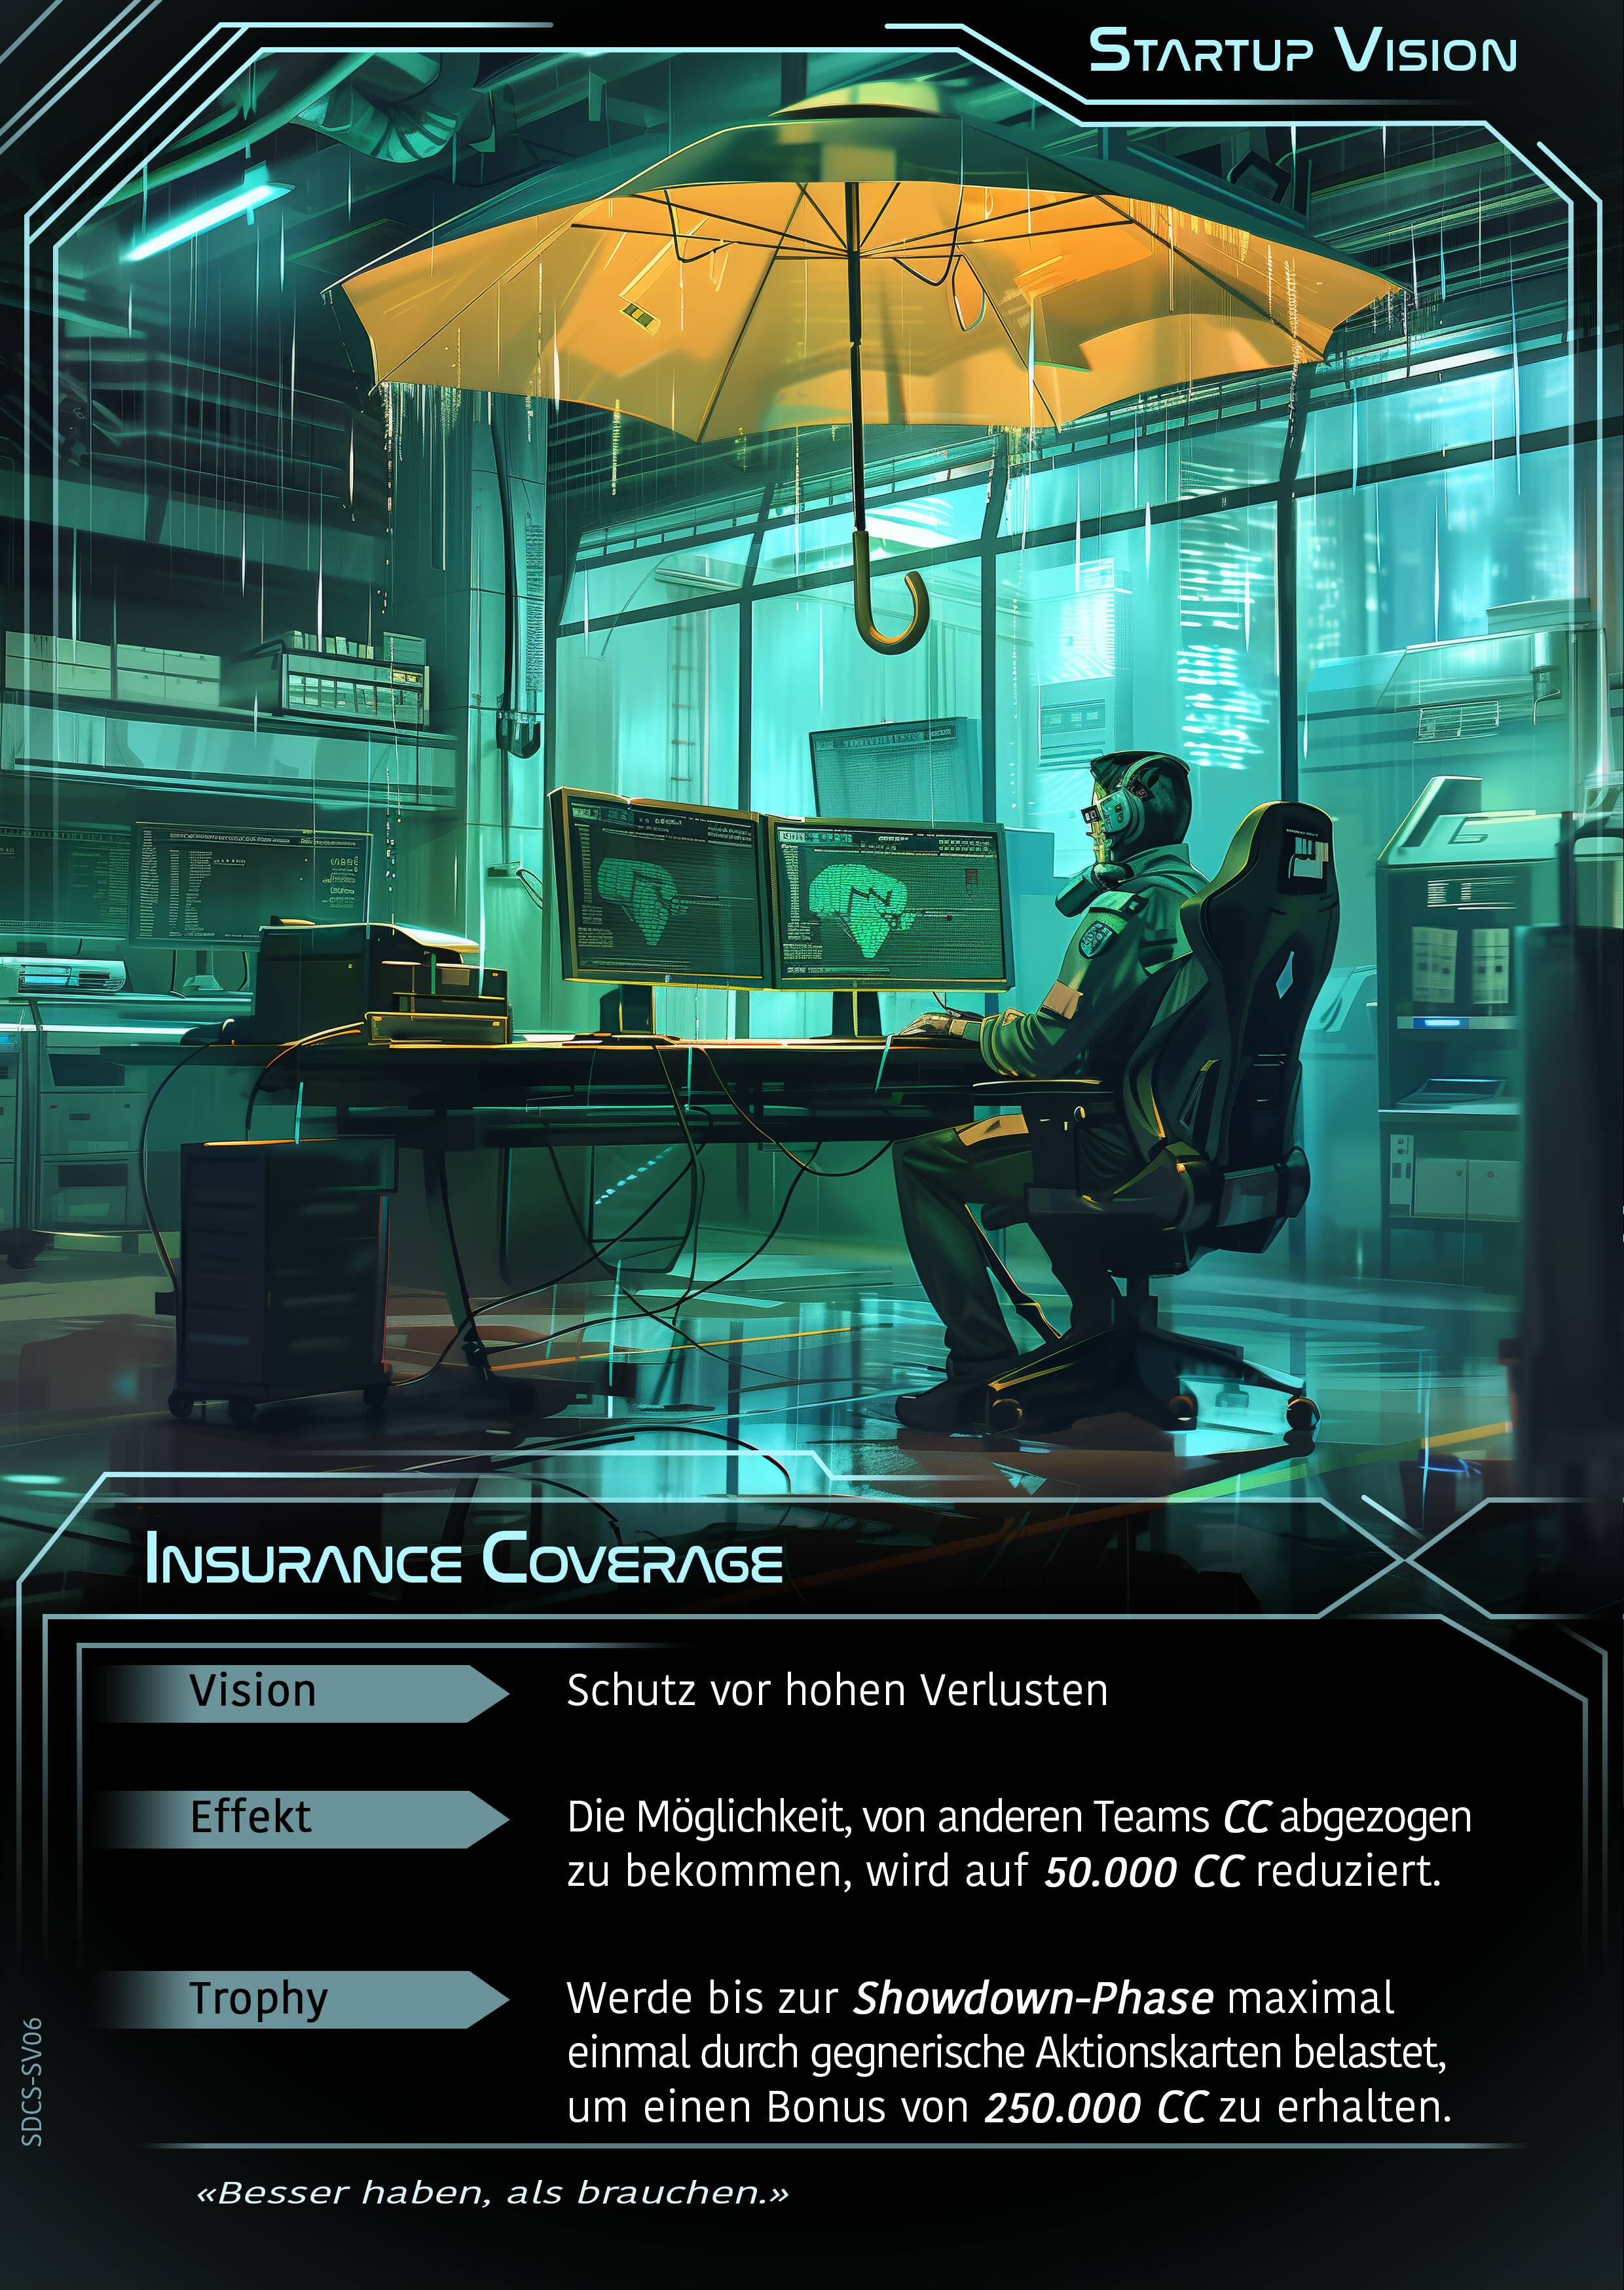 Startup Vision
Insurance Coverage
Vision
Schutz vor hohen Verlusten
Effekt
Die Möglichkeit, von anderen Teams CC abgezogen
zu bekommen, wird auf 50.000 CC reduziert.
Trophy
Werde bis zur Showdown-Phase maximal
einmal durch gegnerische Aktionskarten belastet,
um einen Bonus von 250.000 CC zu erhalten.
SDCS-SV06
«Besser haben, als brauchen.»